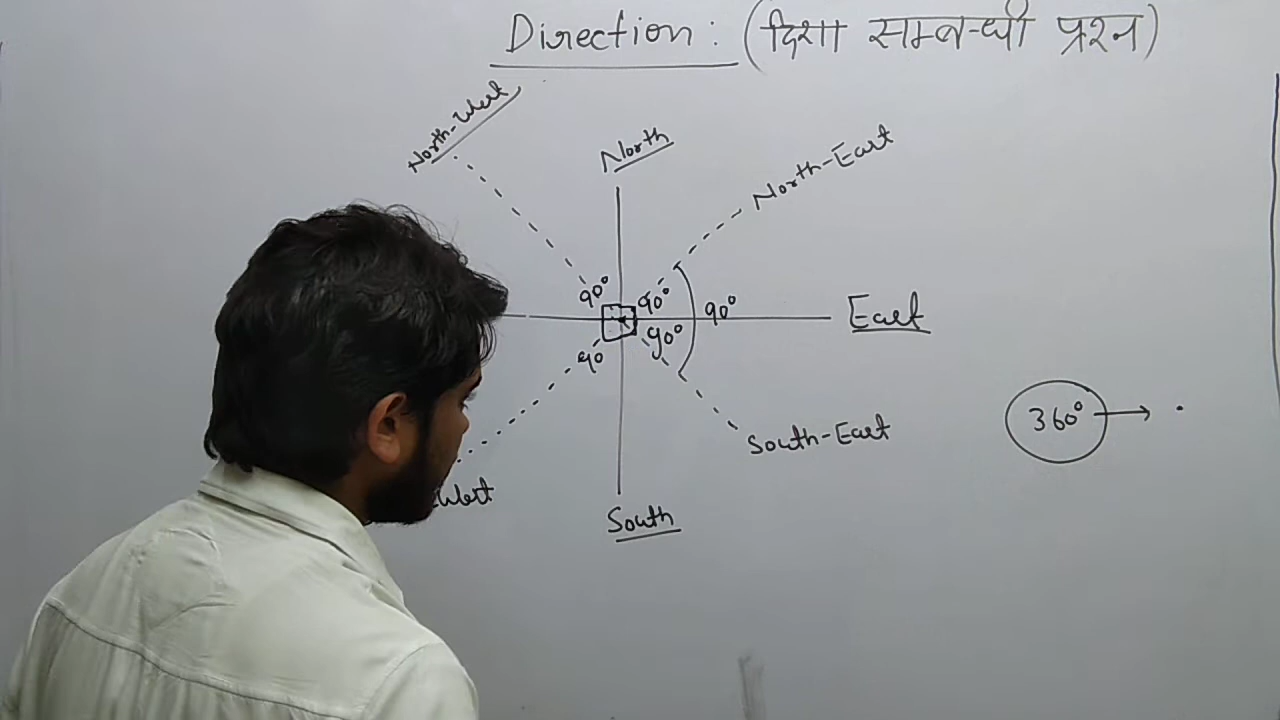 Direction : (दिशा सम्बन्धी प्रश्न)
North-West
North
North-East
90° 90°
90°
East
90 90°
360°
South-East
West
South